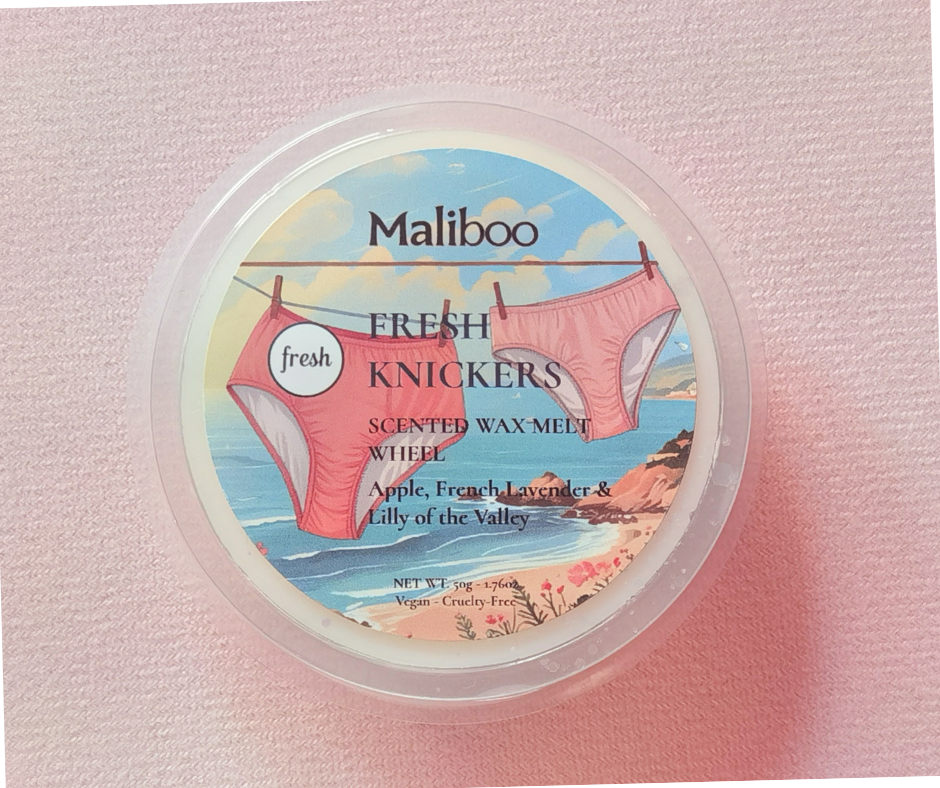 Maliboo
FRESH
fresh
KNICKERS
SCENTED WAX MELT
WHEEL
Apple, French Lavender &
Lilly of the Valley
NET WT. 50g - 1.76oz
Vegan - Cruelty-Free